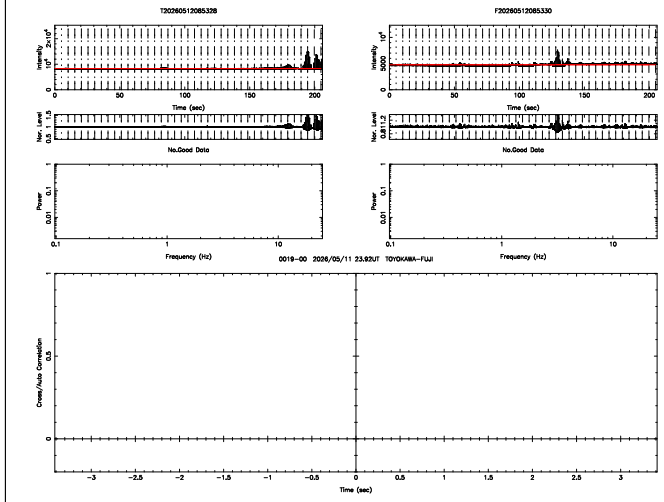 T20260512085328
F20260512085330
Intensity
0
10⁴
2×10⁴
0
50
100
150
200
Time (sec)
Intensity
0
5000
10⁴
0
50
100
150
200
Time (sec)
Nor. Level
0.5
1
1.5
No.Good Data
Nor. Level
0.8
1
1.2
No.Good Data
Power
0.01
0.1
1
0.1
1
10
Frequency (Hz)
Power
0.01
0.1
1
0.1
1
10
Frequency (Hz)
0019-00 2026/05/11 23.92UT TOYOKAWA-FUJI
Cross/Auto Correlation
0
0.5
1
-3
-2.5
-2
-1.5
-1
-0.5
0
0.5
1
1.5
2
2.5
3
Time (sec)